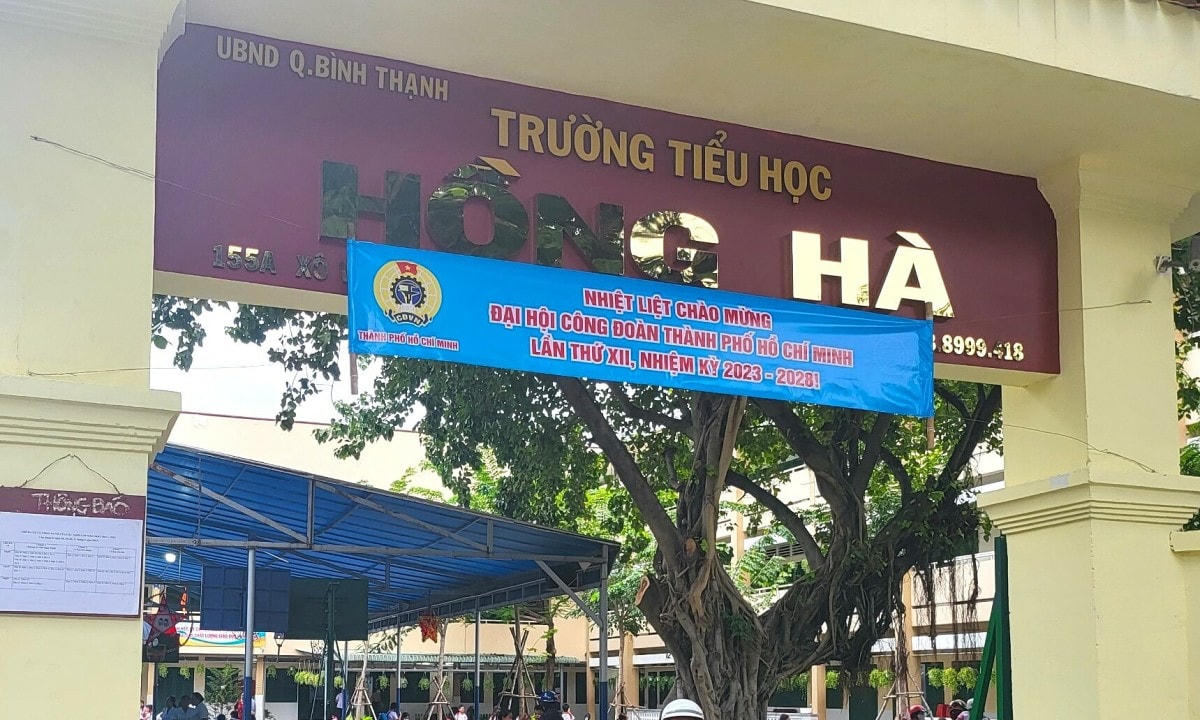 UBND Q.BÌNH THẠNH
TRƯỜNG TIỂU HỌC
HỒNG HÀ
155A XÔ
8999.418
CĐVN
THÀNH PHỐ HỒ CHÍ MINH
NHIỆT LIỆT CHÀO MỪNG
ĐẠI HỘI CÔNG ĐOÀN THÀNH PHỐ HỒ CHÍ MINH
LẦN THỨ XII, NHIỆM KỲ 2023 - 2028!
THÔNG BÁO